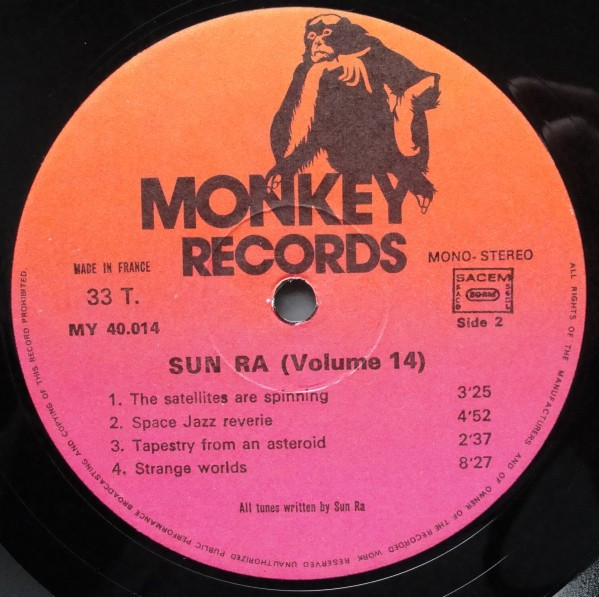 MONKEY
RECORDS
MADE IN FRANCE
33 T.
MY 40.014
MONO-STEREO
SACEM
Side 2
SUN RA (Volume 14)
1. The satellites are spinning 3'25
2. Space Jazz reverie 4'52
3. Tapestry from an asteroid 2'37
4. Strange worlds 8'27
All tunes written by Sun Ra
ALL RIGHTS OF THE MANUFACTURERS AND OF OWNER OF THE RECORDED WORK RESERVED UNAUTHORIZED PUBLIC PERFORMANCE BROADCASTING AND COPYING OF THIS RECORD PROHIBITED.